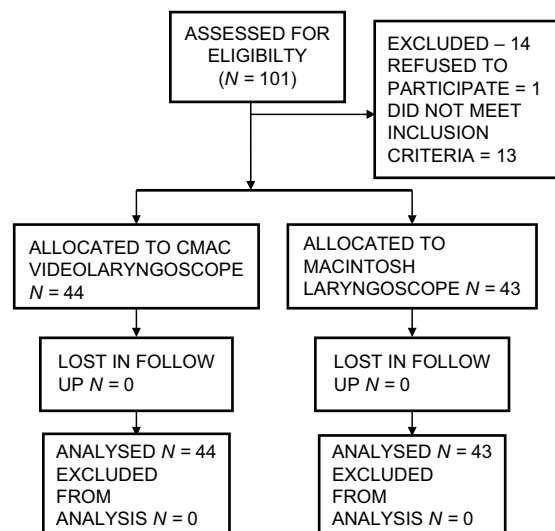 ASSESSED FOR
ELIGIBILTY
(N = 101)
EXCLUDED – 14
REFUSED TO
PARTICIPATE = 1
DID NOT MEET
INCLUSION
CRITERIA = 13
ALLOCATED TO CMAC
VIDEOLARYNGOSCOPE
N = 44
ALLOCATED TO
MACINTOSH
LARYNGOSCOPE N = 43
LOST IN FOLLOW
UP N = 0
LOST IN FOLLOW
UP N = 0
ANALYSED N = 44
EXCLUDED
FROM
ANALYSIS N = 0
ANALYSED N = 43
EXCLUDED
FROM
ANALYSIS N = 0